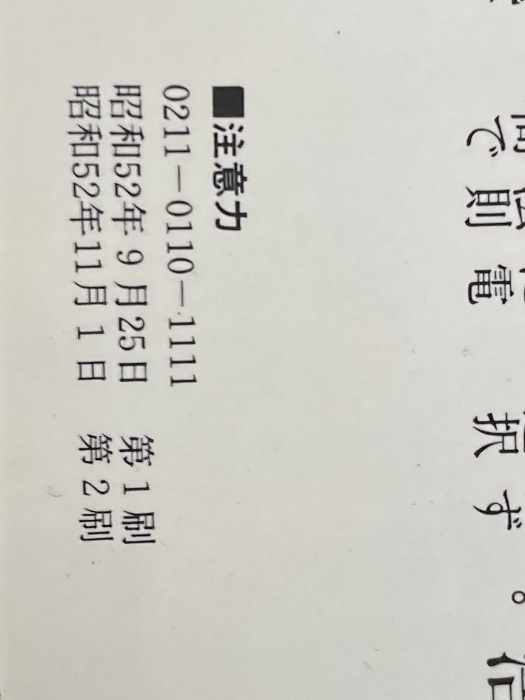 ■注意力
0211-0110-1111
昭和52年 9 月25日　第 1 刷
昭和52年11月 1 日　第 2 刷